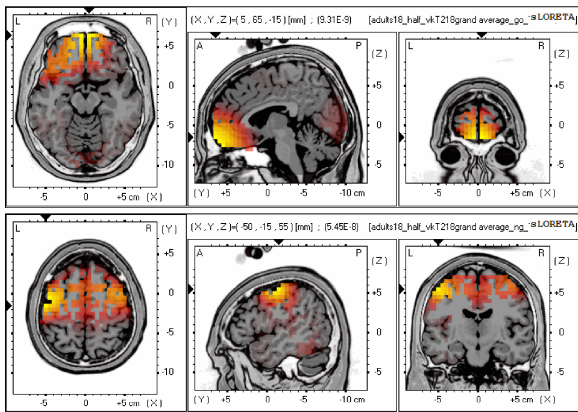 L R (Y) (X, Y, Z)=( 5 , 65 , -15 ) [mm] ; (9.31E-9) [adults18_half_vkT218grand average_go_ sLORETA
+5
0
-5
-10
-5 0 +5 cm (X)
A P (Z)
+5
0
-5
(Y) +5 0 -5 -10 cm
L R (Z)
+5
0
-5
-5 0 +5 cm (X)
L R (Y) (X, Y, Z)=( -50 , -15 , 55 ) [mm] ; (5.45E-8) [adults18_half_vkT218grand average_ng_ sLORETA
+5
0
-5
-10
-5 0 +5 cm (X)
A P (Z)
+5
0
-5
(Y) +5 0 -5 -10 cm
L R (Z)
+5
0
-5
-5 0 +5 cm (X)